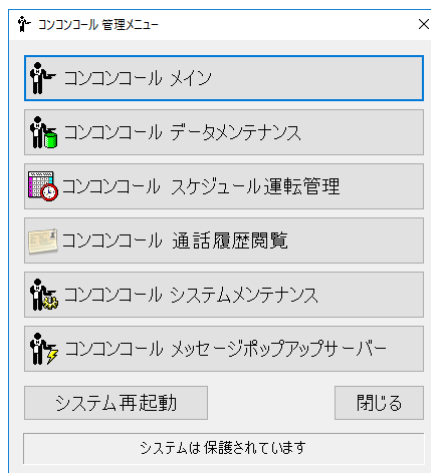 コンコンコール 管理メニュー
コンコンコール メイン
コンコンコール データメンテナンス
コンコンコール スケジュール運転管理
コンコンコール 通話履歴閲覧
コンコンコール システムメンテナンス
コンコンコール メッセージポップアップサーバー
システム再起動 閉じる
システムは保護されています